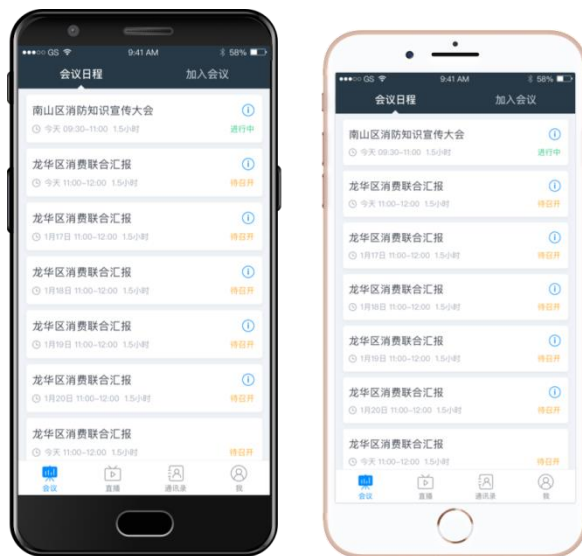 GS 9:41 AM 58%
会议日程 加入会议
南山区消防知识宣传大会
今天 09:30-11:00 1.5小时 进行中
龙华区消费联合汇报
今天 11:00-12:00 1.5小时 待召开
龙华区消费联合汇报
1月17日 11:00-12:00 1.5小时 待召开
龙华区消费联合汇报
1月18日 11:00-12:00 1.5小时 待召开
龙华区消费联合汇报
1月19日 11:00-12:00 1.5小时 待召开
龙华区消费联合汇报
1月20日 11:00-12:00 1.5小时 待召开
龙华区消费联合汇报
今天 11:00-12:00 1.5小时 待召开
会议 直播 通讯录 我
GS 9:41 AM 58%
会议日程 加入会议
南山区消防知识宣传大会
今天 09:30-11:00 1.5小时 进行中
龙华区消费联合汇报
今天 11:00-12:00 1.5小时 待召开
龙华区消费联合汇报
1月17日 11:00-12:00 1.5小时 待召开
龙华区消费联合汇报
1月18日 11:00-12:00 1.5小时 待召开
龙华区消费联合汇报
1月19日 11:00-12:00 1.5小时 待召开
龙华区消费联合汇报
1月20日 11:00-12:00 1.5小时 待召开
龙华区消费联合汇报
今天 11:00-12:00 1.5小时 待召开
会议 直播 通讯录 我